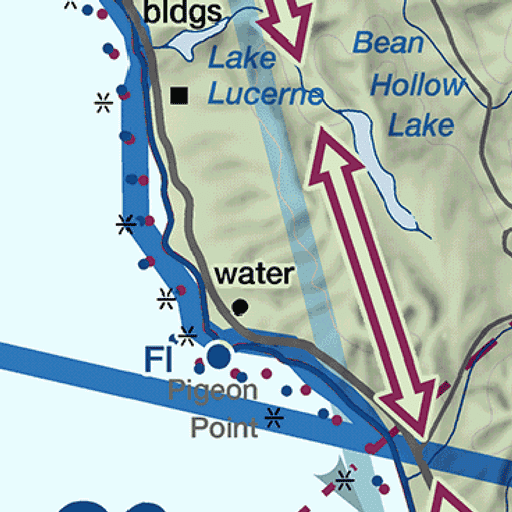 bldgs
Lake
Lucerne
Bean
Hollow
Lake
water
Fl
Pigeon
Point